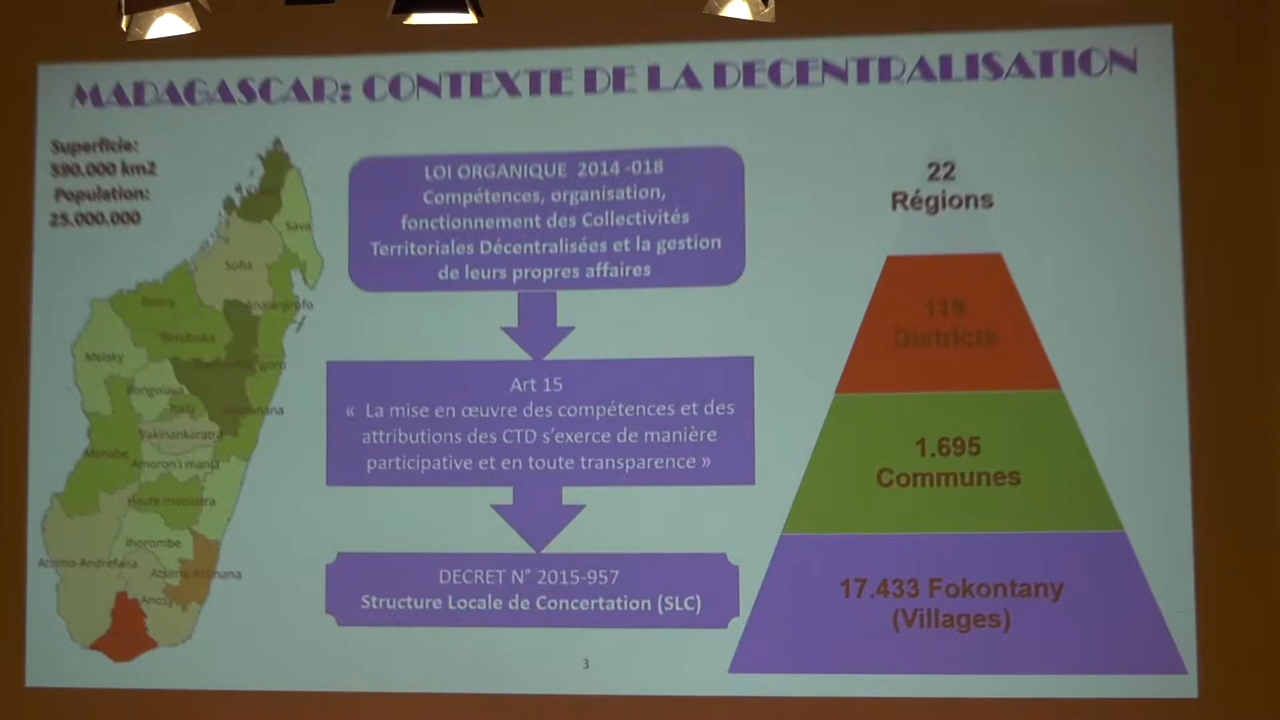 MADAGASCAR: CONTEXTE DE LA DECENTRALISATION
Superficie:
590.000 km2
Population:
25.000.000
Sava
Sofia
Analanjirofo
Betsiboka
Melaky
Bongolava
Itasy
Vakinankaratra
Menabe
Amoron'i mania
Haute matsiatra
Ihorombe
Atsimo-Andrefana
Atsimo-Atsinana
Anosy
LOI ORGANIQUE 2014 -018
Compétences, organisation,
fonctionnement des Collectivités
Territoriales Décentralisées et la gestion
de leurs propres affaires
Art 15
« La mise en œuvre des compétences et des
attributions des CTD s'exerce de manière
participative et en toute transparence »
DECRET N° 2015-957
Structure Locale de Concertation (SLC)
3
22
Régions
119
Districts
1.695
Communes
17.433 Fokontany
(Villages)